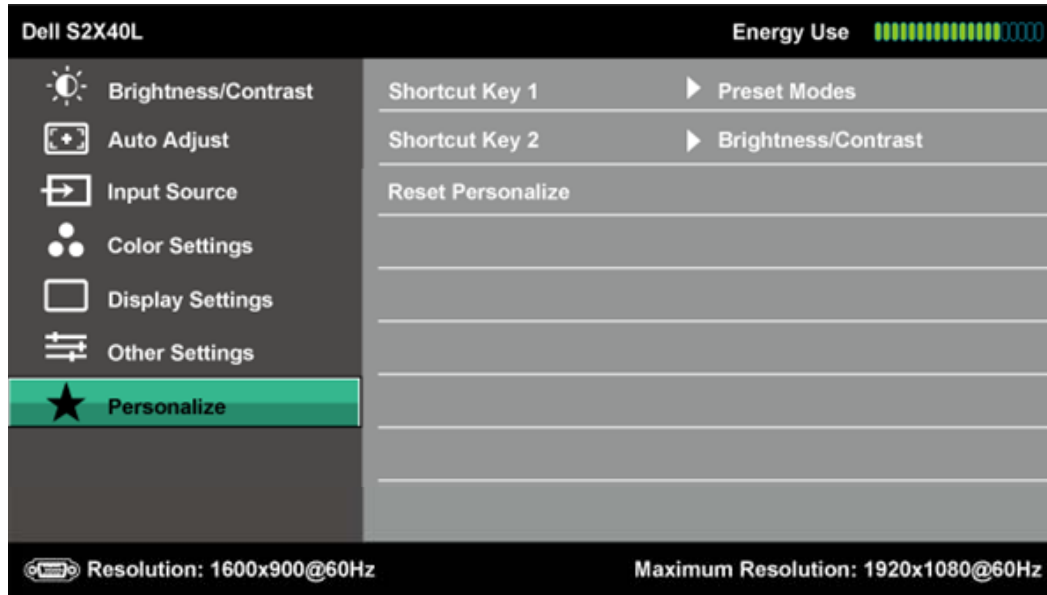 Dell S2X40L Energy Use
Brightness/Contrast Shortcut Key 1 Preset Modes
Auto Adjust Shortcut Key 2 Brightness/Contrast
Input Source Reset Personalize
Color Settings
Display Settings
Other Settings
Personalize
Resolution: 1600x900@60Hz Maximum Resolution: 1920x1080@60Hz